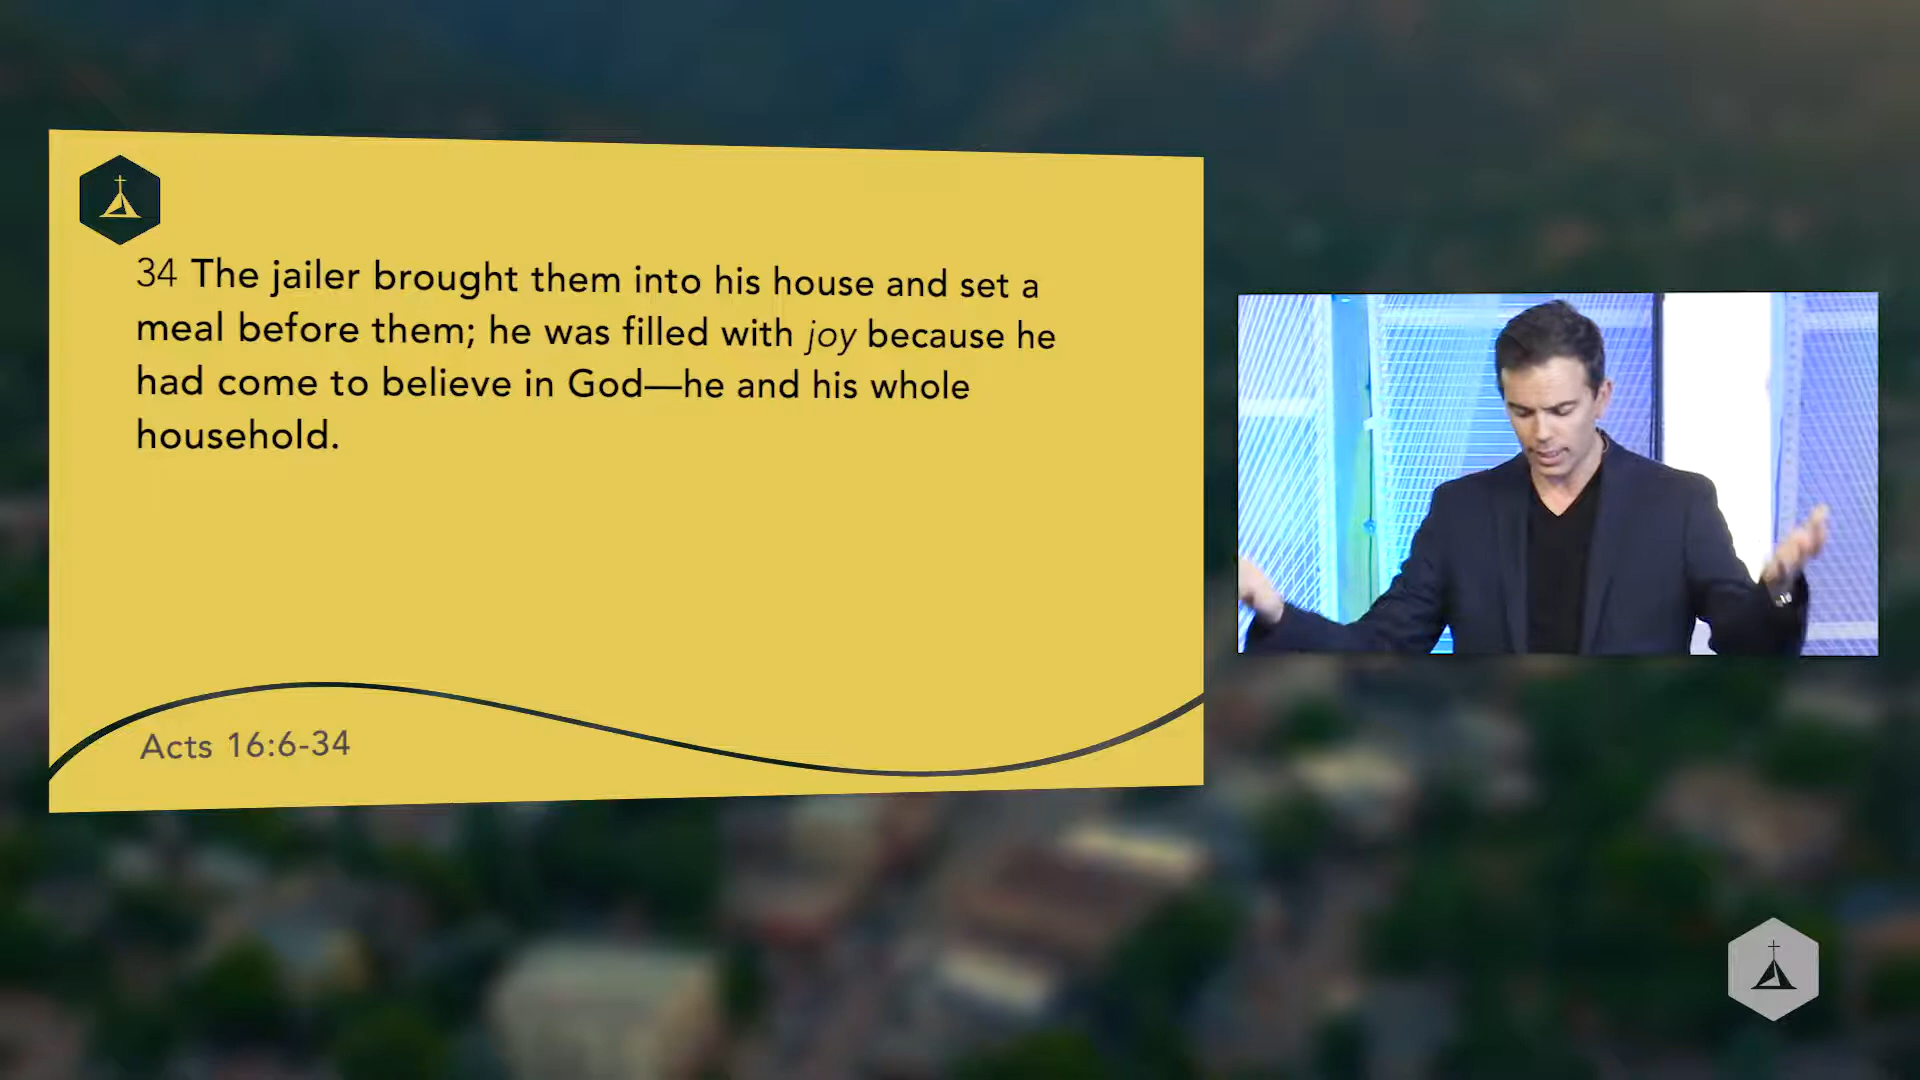 34 The jailer brought them into his house and set a
meal before them; he was filled with joy because he
had come to believe in God—he and his whole
household.
Acts 16:6-34